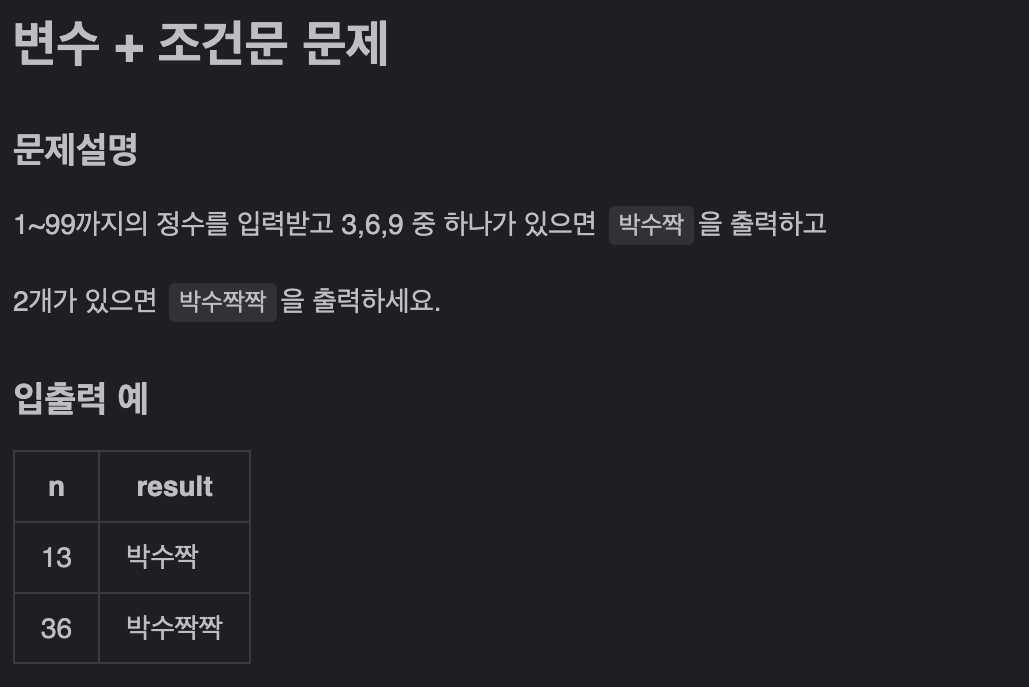 변수 + 조건문 문제
문제설명
1~99까지의 정수를 입력받고 3,6,9 중 하나가 있으면 박수짝 을 출력하고
2개가 있으면 박수짝짝 을 출력하세요.
입출력 예
n result
13 박수짝
36 박수짝짝